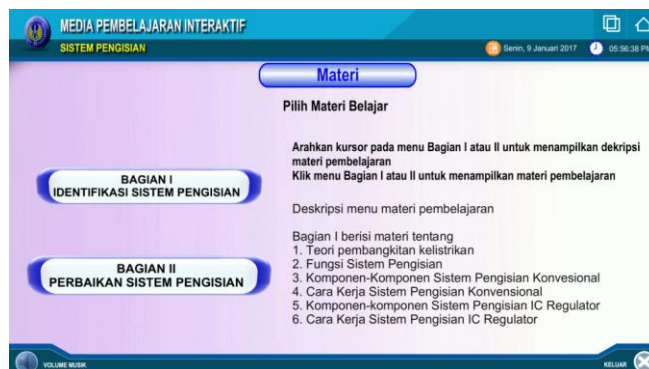 MEDIA PEMBELAJARAN INTERAKTIF
SISTEM PENGISIAN
Senin, 9 Januari 2017
05:56:38 PM
Materi
Pilih Materi Belajar
Arahkan kursor pada menu Bagian I atau II untuk menampilkan dekripsi
materi pembelajaran
Klik menu Bagian I atau II untuk menampilkan materi pembelajaran
BAGIAN I
IDENTIFIKASI SISTEM PENGISIAN
BAGIAN II
PERBAIKAN SISTEM PENGISIAN
Deskripsi menu materi pembelajaran
Bagian I berisi materi tentang
1. Teori pembangkitan kelistrikan
2. Fungsi Sistem Pengisian
3. Komponen-Komponen Sistem Pengisian Konvesional
4. Cara Kerja Sistem Pengisian Konvensional
5. Komponen-komponen Sistem Pengisian IC Regulator
6. Cara Kerja Sistem Pengisian IC Regulator
VOLUME MUSIK
KELUAR